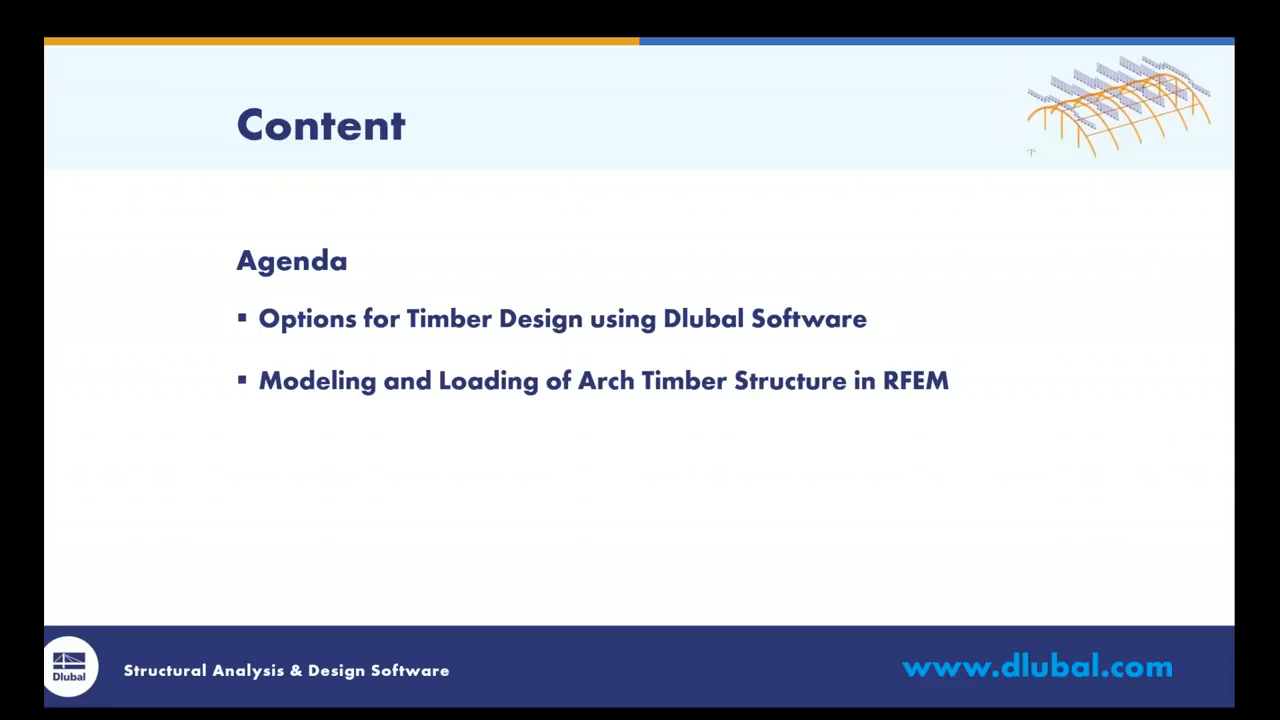 Content
Agenda
▪ Options for Timber Design using Dlubal Software
▪ Modeling and Loading of Arch Timber Structure in RFEM
Dlubal
Structural Analysis & Design Software
www.dlubal.com